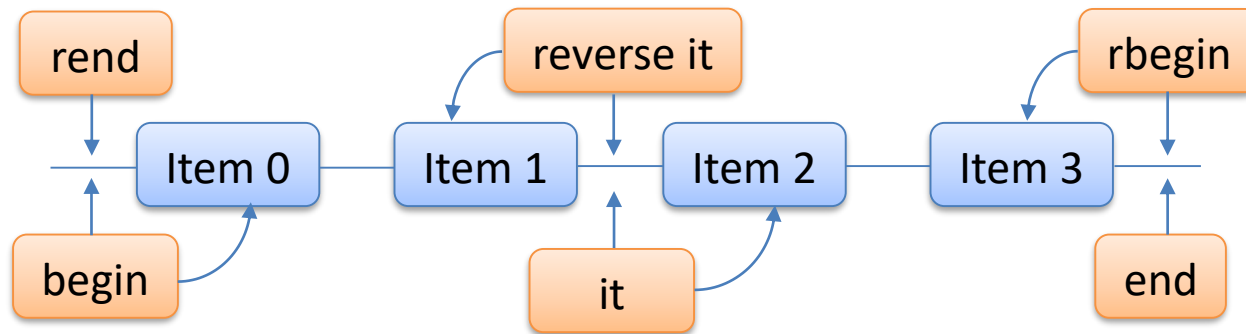 rend
reverse it
rbegin
Item 0
Item 1
Item 2
Item 3
begin
it
end